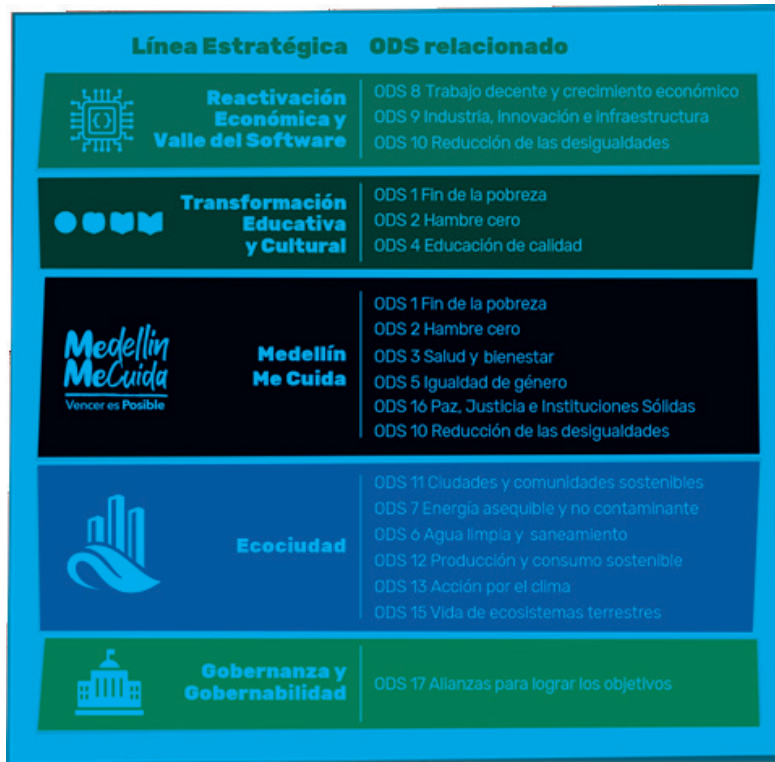 Línea Estratégica ODS relacionado
Reactivación
Económica y
Valle del Software
ODS 8 Trabajo decente y crecimiento económico
ODS 9 Industria, innovación e infraestructura
ODS 10 Reducción de las desigualdades
Transformación
Educativa
y Cultural
ODS 1 Fin de la pobreza
ODS 2 Hambre cero
ODS 4 Educación de calidad
Medellín
MeCuida
Vencer es Posible
Medellín
Me Cuida
ODS 1 Fin de la pobreza
ODS 2 Hambre cero
ODS 3 Salud y bienestar
ODS 5 Igualdad de género
ODS 16 Paz, Justicia e Instituciones Sólidas
ODS 10 Reducción de las desigualdades
Ecociudad
ODS 11 Ciudades y comunidades sostenibles
ODS 7 Energía asequible y no contaminante
ODS 6 Agua limpia y saneamiento
ODS 12 Producción y consumo sostenible
ODS 13 Acción por el clima
ODS 15 Vida de ecosistemas terrestres
Gobernanza y
Gobernabilidad
ODS 17 Alianzas para lograr los objetivos